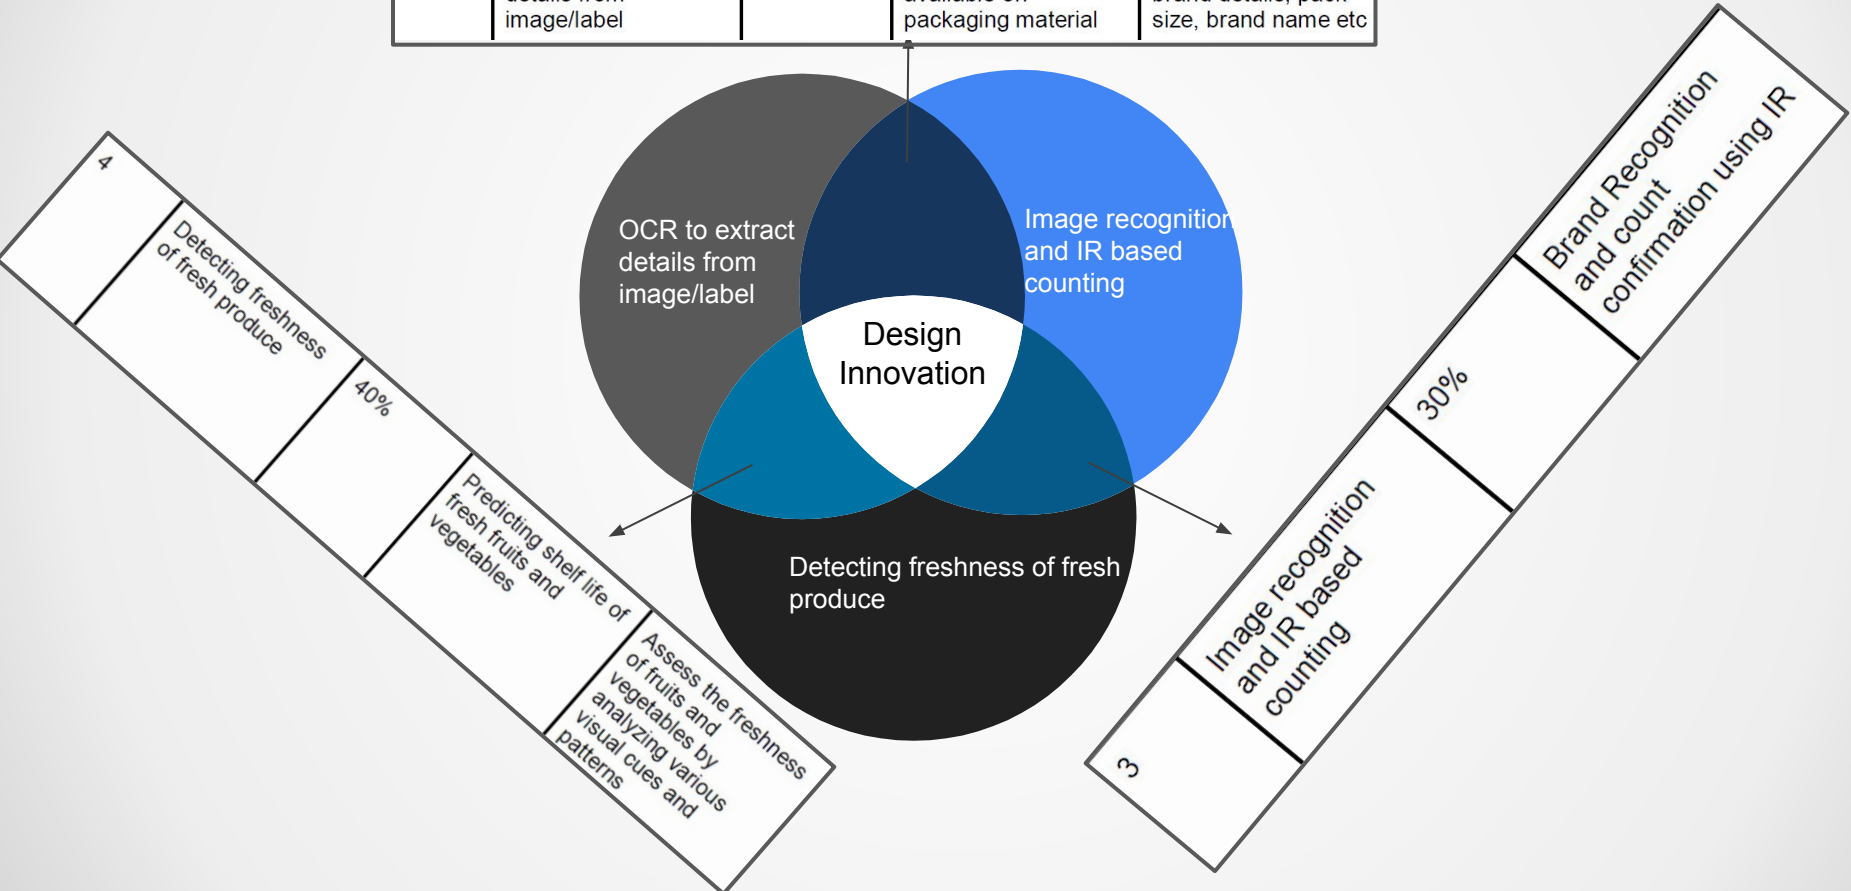 image/label
packaging material
size, brand name etc
OCR to extract
details from
image/label
Image recognition
and IR based
counting
Design
Innovation
Detecting freshness of fresh
produce
4
Detecting freshness
of fresh produce
40%
Predicting shelf life of
fresh fruits and
vegetables
Assess the freshness
of fruits and
vegetables by
analyzing various
visual cues and
patterns
3
Image recognition
and IR based
counting
30%
Brand Recognition
and count
confirmation using IR